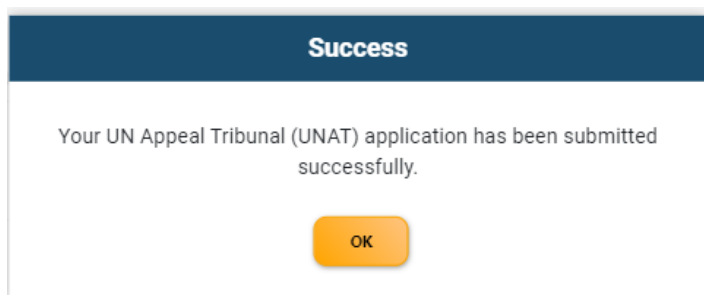 Success
Your UN Appeal Tribunal (UNAT) application has been submitted
successfully.
OK